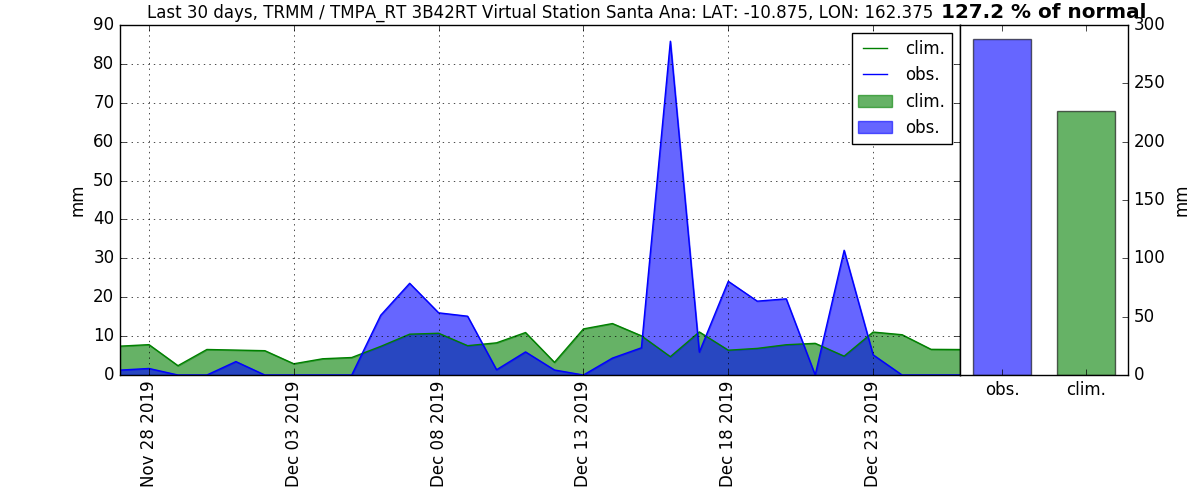 Last 30 days, TRMM / TMPA_RT 3B42RT Virtual Station Santa Ana: LAT: -10.875, LON: 162.375 127.2 % of normal
90
80
70
60
50
40
30
20
10
0
mm
clim.
obs.
clim.
obs.
Nov 28 2019
Dec 03 2019
Dec 08 2019
Dec 13 2019
Dec 18 2019
Dec 23 2019
300
250
200
150
100
50
0
mm
obs.
clim.